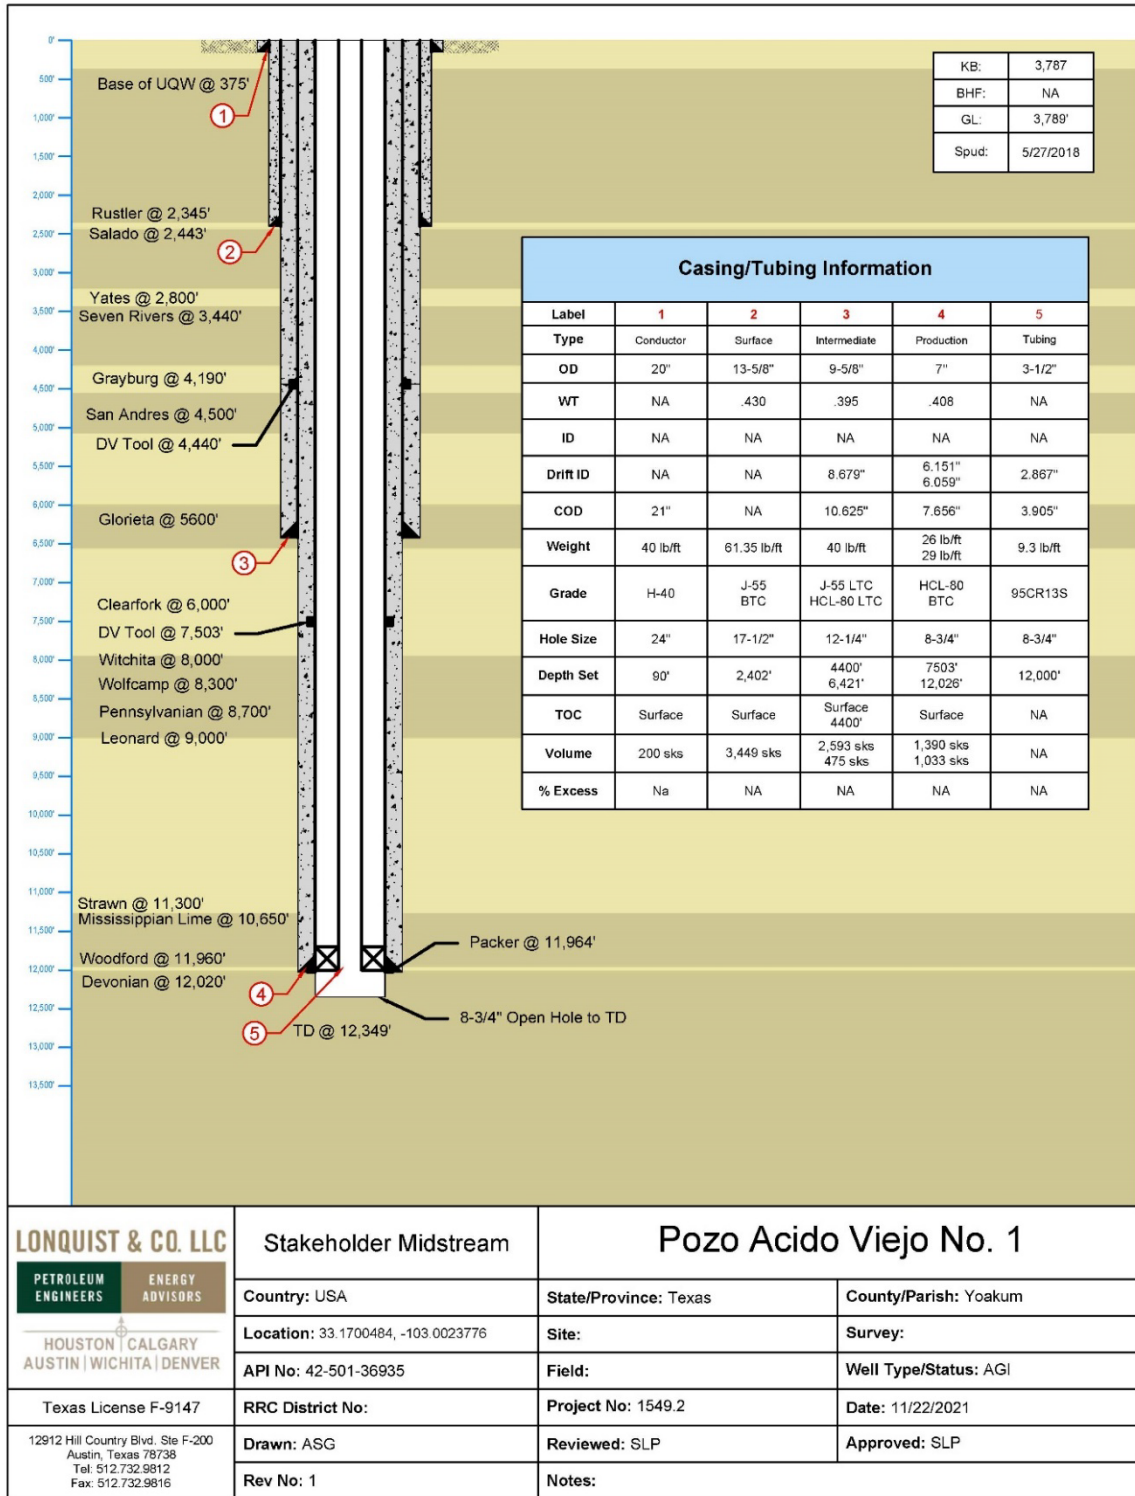 0'
500'
1,000'
1,500'
2,000'
2,500'
3,000'
3,500'
4,000'
4,500'
5,000'
5,500'
6,000'
6,500'
7,000'
7,500'
8,000'
8,500'
9,000'
9,500'
10,000'
10,500'
11,000'
11,500'
12,000'
12,500'
13,000'
13,500'
Base of UQW @ 375'
1
Rustler @ 2,345'
Salado @ 2,443'
2
Yates @ 2,800'
Seven Rivers @ 3,440'
Grayburg @ 4,190'
San Andres @ 4,500'
DV Tool @ 4,440'
Glorieta @ 5600'
3
Clearfork @ 6,000'
DV Tool @ 7,503'
Witchita @ 8,000'
Wolfcamp @ 8,300'
Pennsylvanian @ 8,700'
Leonard @ 9,000'
Strawn @ 11,300'
Mississippian Lime @ 10,650'
Packer @ 11,964'
Woodford @ 11,960'
Devonian @ 12,020'
4
8-3/4" Open Hole to TD
5
TD @ 12,349'
KB: 3,787
BHF: NA
GL: 3,789'
Spud: 5/27/2018
Casing/Tubing Information
Label 1 2 3 4 5
Type Conductor Surface Intermediate Production Tubing
OD 20" 13-5/8" 9-5/8" 7" 3-1/2"
WT NA .430 .395 .408 NA
ID NA NA NA NA NA
Drift ID NA NA 8.679" 6.151" 6.059" 2.867"
COD 21" NA 10.625" 7.656" 3.905"
Weight 40 lb/ft 61.35 lb/ft 40 lb/ft 26 lb/ft 29 lb/ft 9.3 lb/ft
Grade H-40 J-55 BTC J-55 LTC HCL-80 LTC HCL-80 BTC 95CR13S
Hole Size 24" 17-1/2" 12-1/4" 8-3/4" 8-3/4"
Depth Set 90' 2,402' 4400' 6,421' 7503' 12,026' 12,000'
TOC Surface Surface Surface 4400' Surface NA
Volume 200 sks 3,449 sks 2,593 sks 475 sks 1,390 sks 1,033 sks NA
% Excess Na NA NA NA NA
LONQUIST & CO. LLC
PETROLEUM ENGINEERS
ENERGY ADVISORS
HOUSTON | CALGARY
AUSTIN | WICHITA | DENVER
Texas License F-9147
12912 Hill Country Blvd. Ste F-200
Austin, Texas 78738
Tel: 512.732.9812
Fax: 512.732.9816
Stakeholder Midstream
Pozo Acido Viejo No. 1
Country: USA
State/Province: Texas
County/Parish: Yoakum
Location: 33.1700484, -103.0023776
Site:
Survey:
API No: 42-501-36935
Field:
Well Type/Status: AGI
RRC District No:
Project No: 1549.2
Date: 11/22/2021
Drawn: ASG
Reviewed: SLP
Approved: SLP
Rev No: 1
Notes: